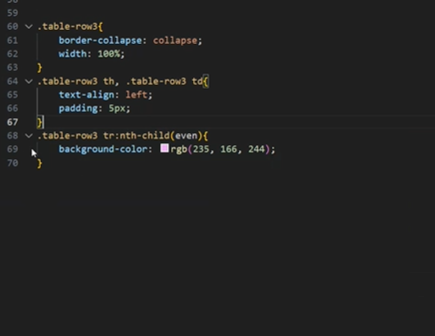 59
60 .table-row3{
61 border-collapse: collapse;
62 width: 100%;
63 }
64 .table-row3 th, .table-row3 td{
65 text-align: left;
66 padding: 5px;
67 }
68 .table-row3 tr:nth-child(even){
69 background-color: rgb(235, 166, 244);
70 }